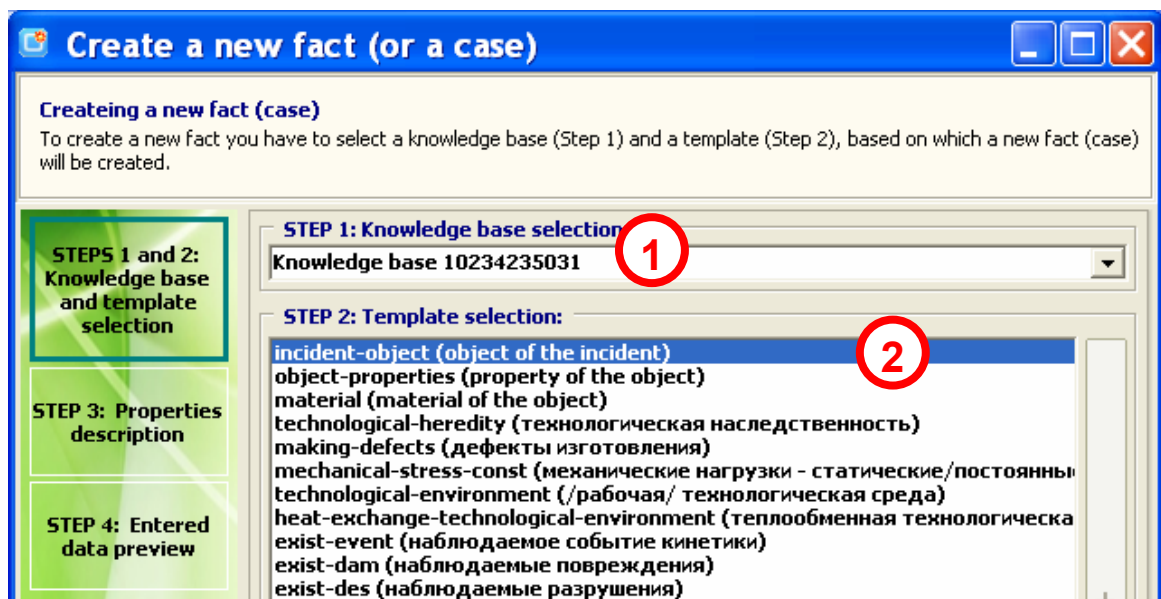 Create a new fact (or a case)
Createing a new fact (case)
To create a new fact you have to select a knowledge base (Step 1) and a template (Step 2), based on which a new fact (case)
will be created.
STEPS 1 and 2:
Knowledge base
and template
selection
STEP 3: Properties
description
STEP 4: Entered
data preview
STEP 1: Knowledge base selection
1
Knowledge base 10234235031
STEP 2: Template selection:
2
incident-object (object of the incident)
object-properties (property of the object)
material (material of the object)
technological-heredity (технологическая наследственность)
making-defects (дефекты изготовления)
mechanical-stress-const (механические нагрузки - статические/постоянны
technological-environment (/рабочая/ технологическая среда)
heat-exchange-technological-environment (теплообменная технологическа
exist-event (наблюдаемое событие кинетики)
exist-dam (наблюдаемые повреждения)
exist-des (наблюдаемые разрушения)